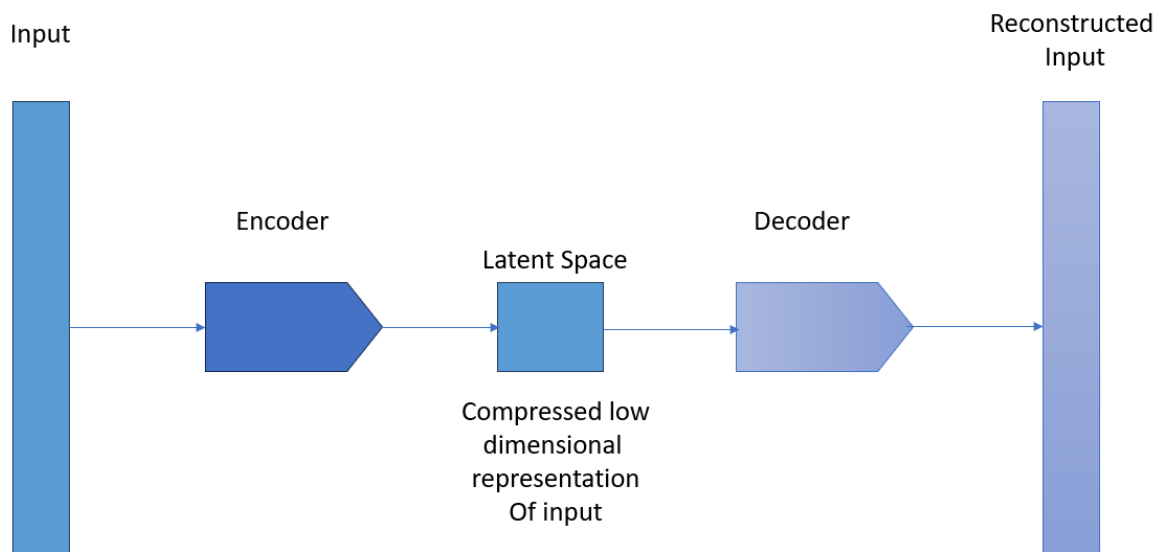 Input
Reconstructed
Input
Encoder
Decoder
Latent Space
Compressed low
dimensional
representation
Of input